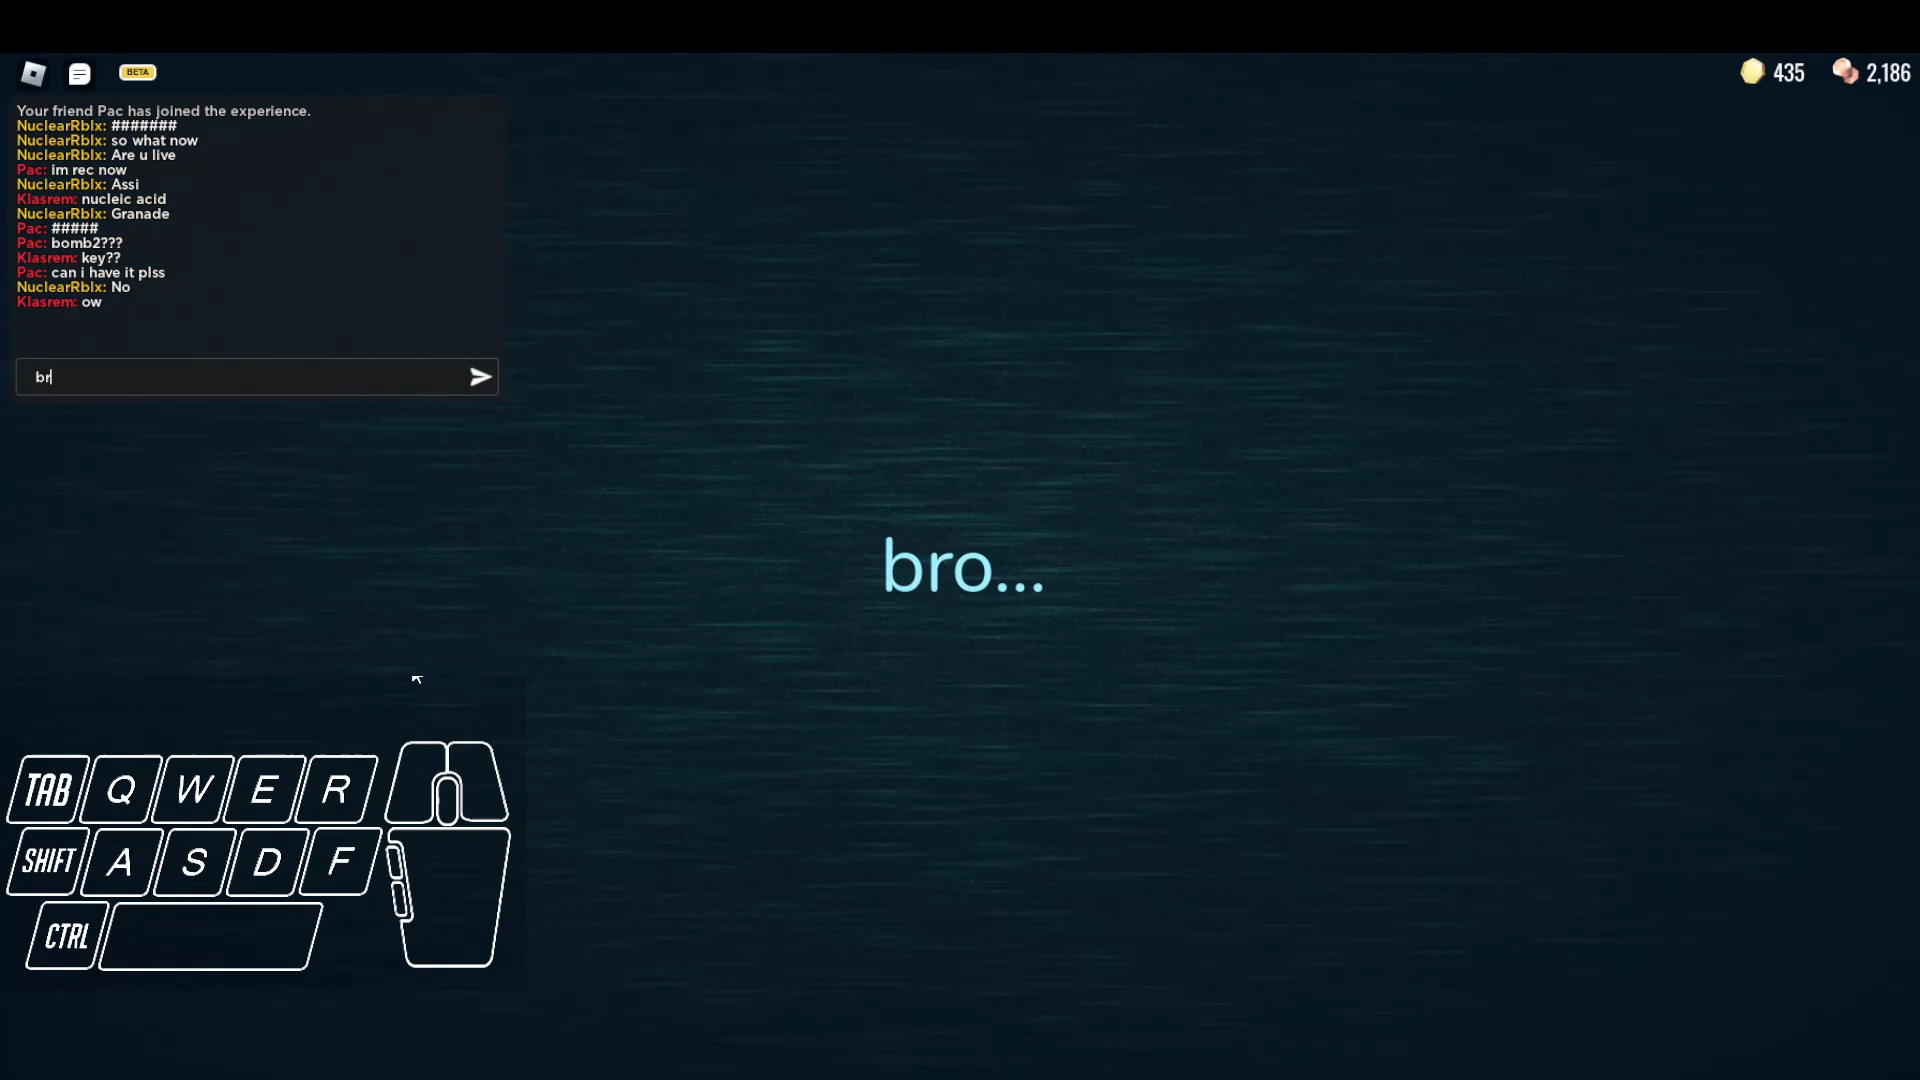 BETA
435
2,186
Your friend Pac has joined the experience.
NuclearRblx: #######
NuclearRblx: so what now
NuclearRblx: Are u live
Pac: im rec now
NuclearRblx: Assi
Klasrem: nucleic acid
NuclearRblx: Granade
Pac: #####
Pac: bomb2???
Klasrem: key??
Pac: can i have it plss
NuclearRblx: No
Klasrem: ow
br
bro...
TAB Q W E R
SHIFT A S D F
CTRL